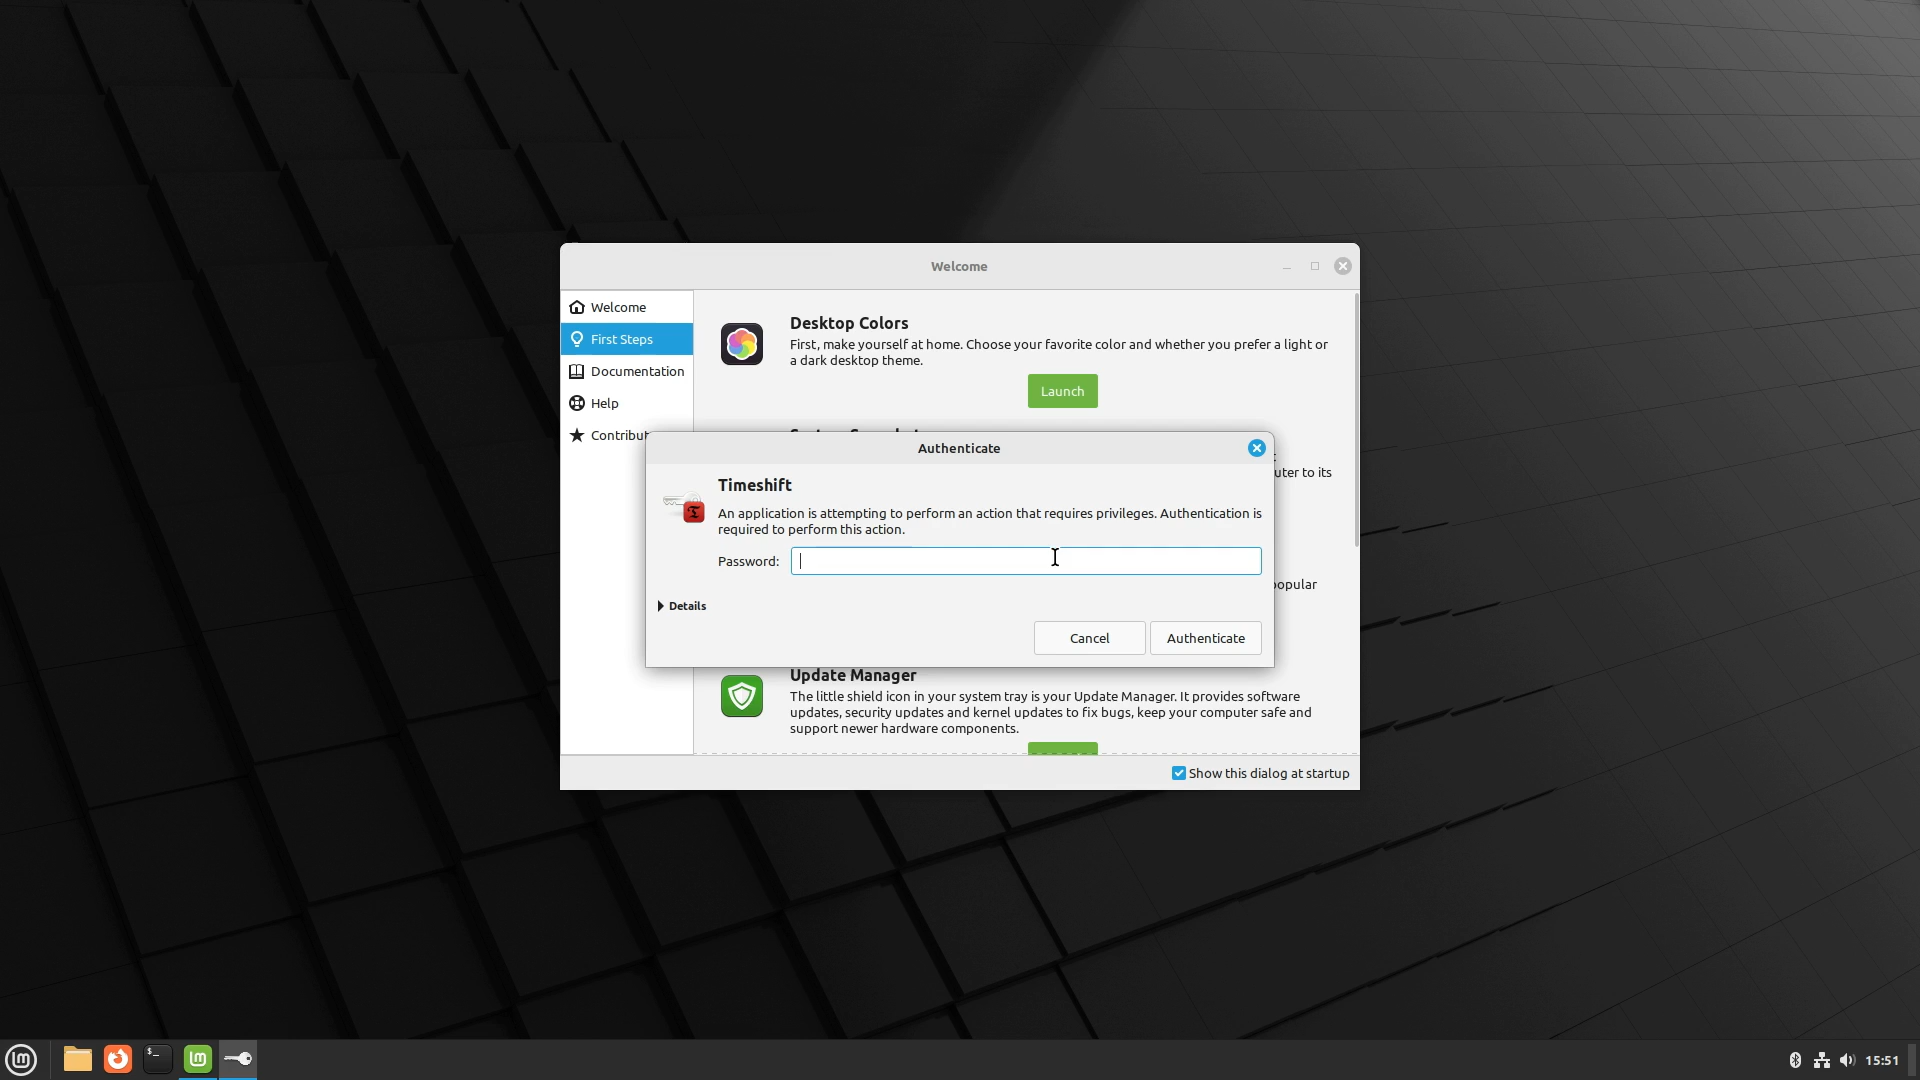 Welcome
Welcome
First Steps
Documentation
Help
Desktop Colors
First, make yourself at home. Choose your favorite color and whether you prefer a light or
a dark desktop theme.
Launch
uter to its
popular
Authenticate
Timeshift
An application is attempting to perform an action that requires privileges. Authentication is
required to perform this action.
Password:
Details
Cancel
Authenticate
Update Manager
The little shield icon in your system tray is your Update Manager. It provides software
updates, security updates and kernel updates to fix bugs, keep your computer safe and
support newer hardware components.
Show this dialog at startup
15:51